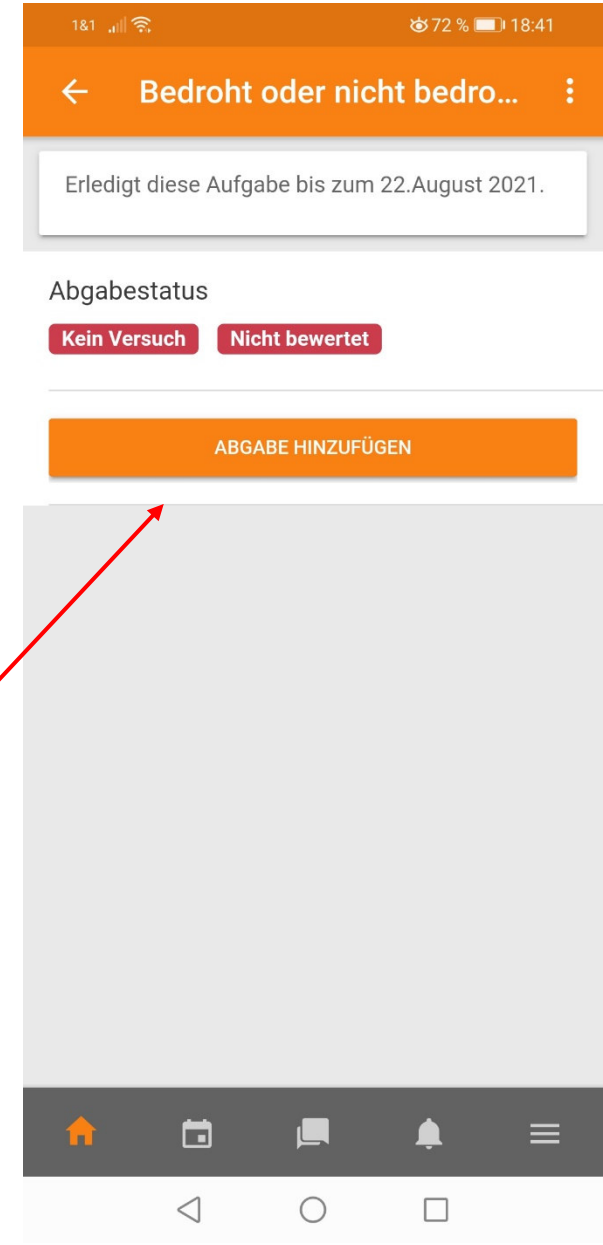 1&1 72 % 18:41
Bedroht oder nicht bedro...
Erledigt diese Aufgabe bis zum 22.August 2021.
Abgabestatus
Kein Versuch Nicht bewertet
ABGABE HINZUFÜGEN